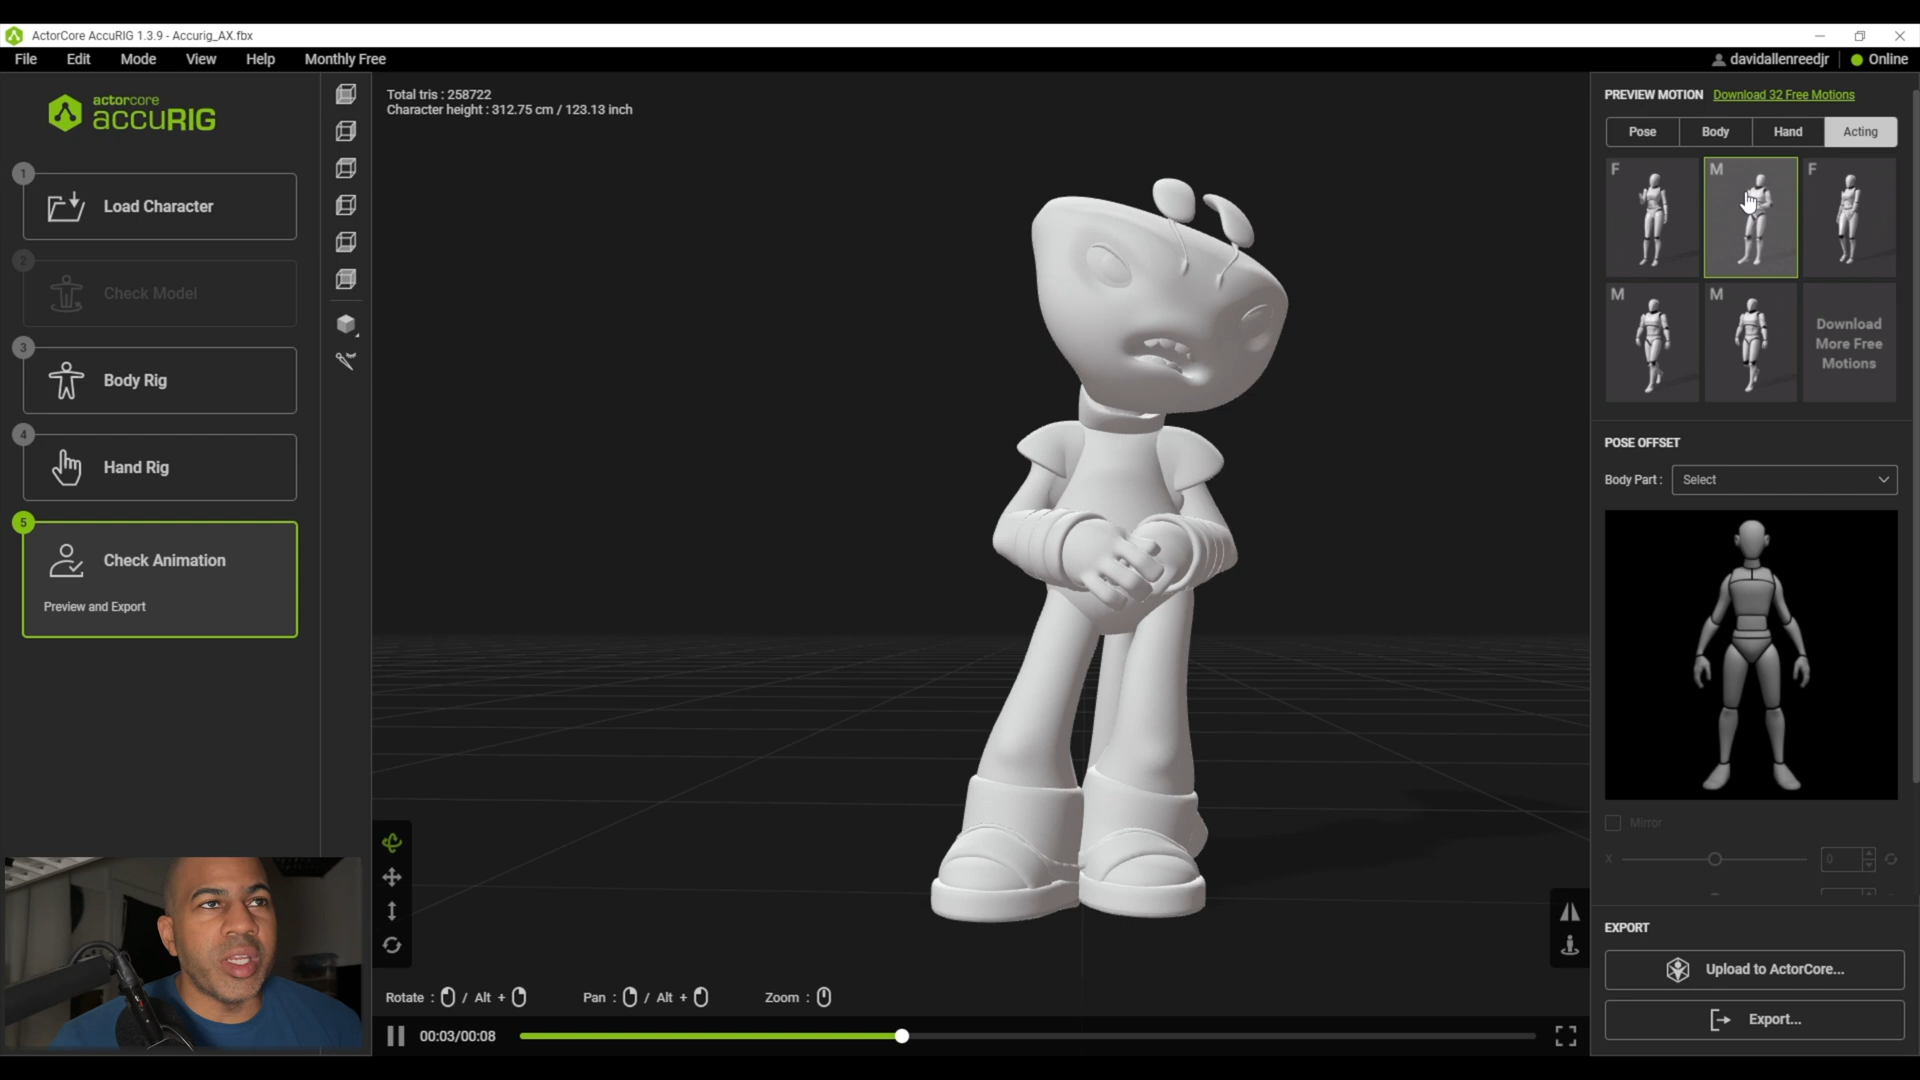 ActorCore AccuRIG 1.3.9 - Accurig_AX.fbx
File Edit Mode View Help Monthly Free
davidallenreedjr Online
actorcore
accuRIG
1
Load Character
2
Check Model
3
Body Rig
4
Hand Rig
5
Check Animation
Preview and Export
Total tris : 258722
Character height : 312.75 cm / 123.13 inch
Rotate : / Alt + Pan : / Alt + Zoom :
00:03/00:08
PREVIEW MOTION Download 32 Free Motions
Pose Body Hand Acting
F M F
M M
Download
More Free
Motions
POSE OFFSET
Body Part : Select
Mirror
X 0
EXPORT
Upload to ActorCore...
Export...